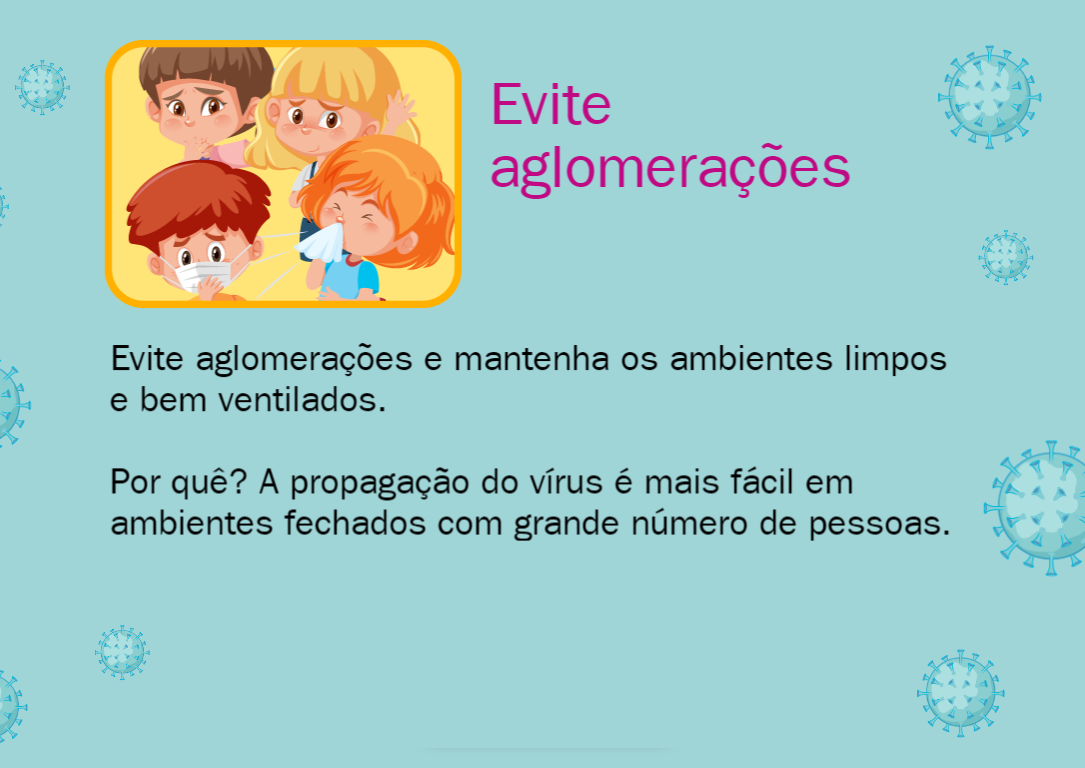 Evite
aglomerações
Evite aglomerações e mantenha os ambientes limpos
e bem ventilados.
Por quê? A propagação do vírus é mais fácil em
ambientes fechados com grande número de pessoas.